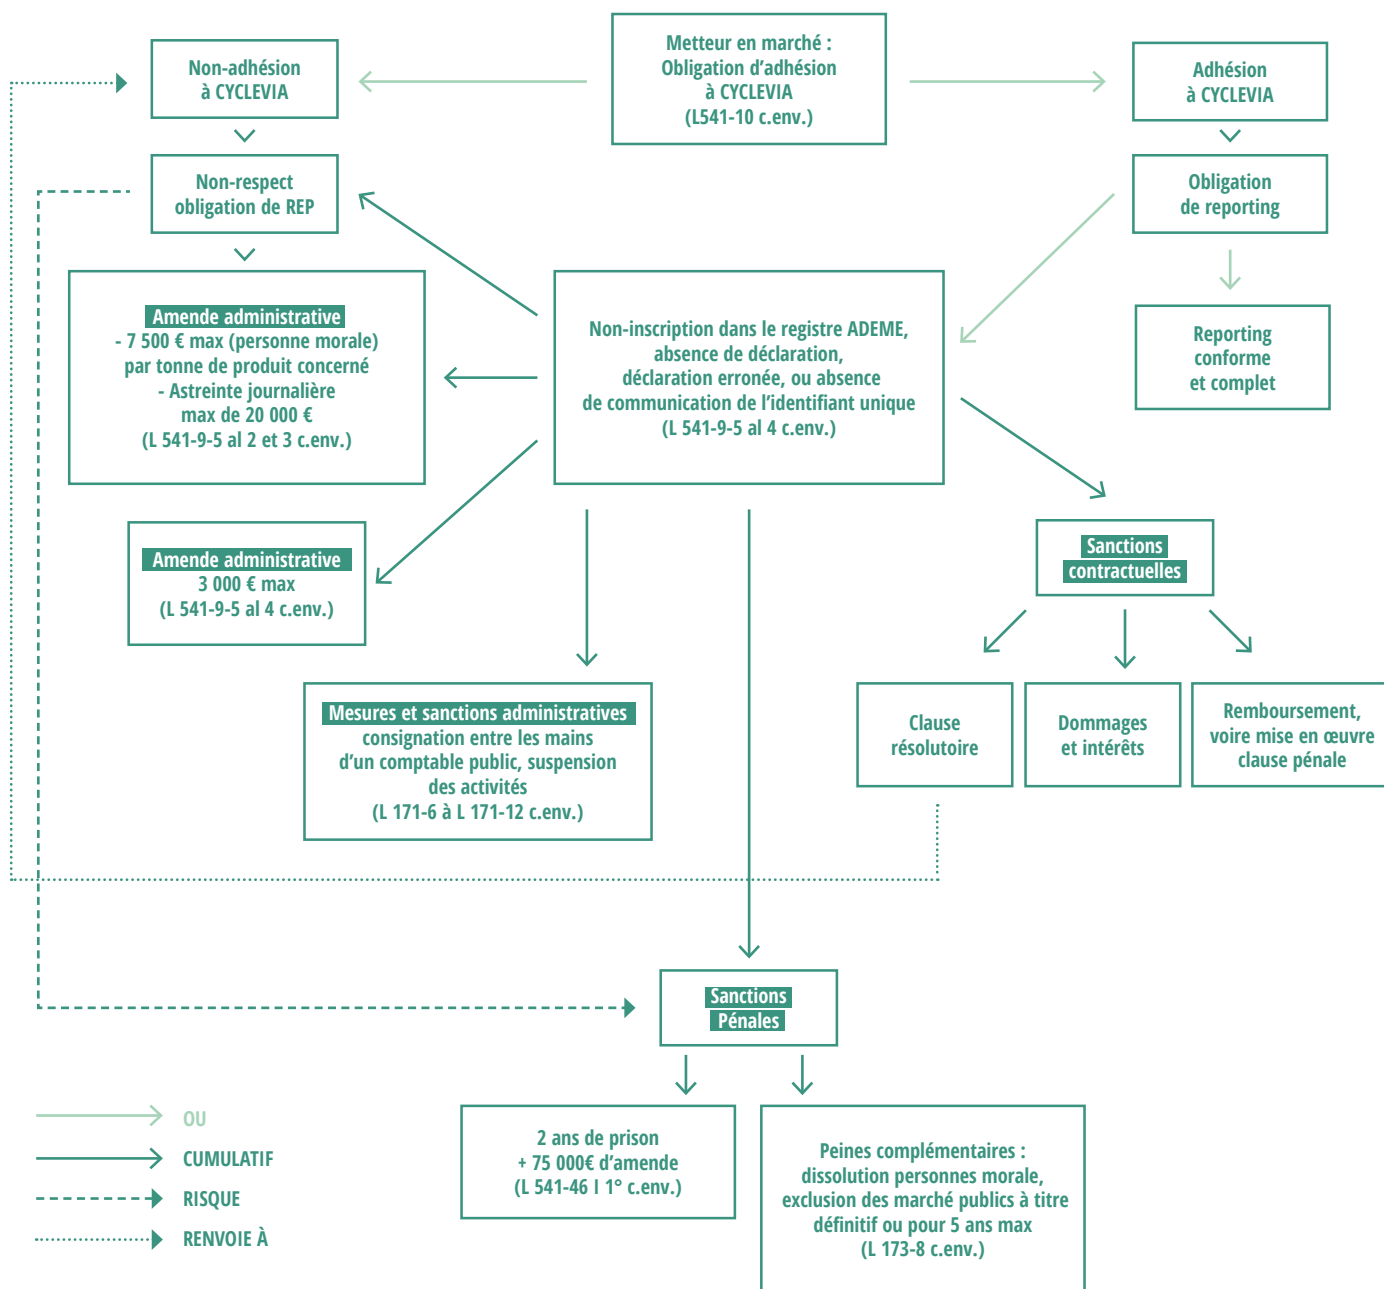 Metteur en marché :
Obligation d'adhésion
à CYCLEVIA
(L541-10 c.env.)
Non-adhésion
à CYCLEVIA
Adhésion
à CYCLEVIA
Non-respect
obligation de REP
Obligation
de reporting
Amende administrative
- 7 500 € max (personne morale)
par tonne de produit concerné
- Astreinte journalière
max de 20 000 €
(L 541-9-5 al 2 et 3 c.env.)
Non-inscription dans le registre ADEME,
absence de déclaration,
déclaration erronée, ou absence
de communication de l'identifiant unique
(L 541-9-5 al 4 c.env.)
Reporting
conforme
et complet
Amende administrative
3 000 € max
(L 541-9-5 al 4 c.env.)
Sanctions
contractuelles
Mesures et sanctions administratives
consignation entre les mains
d'un comptable public, suspension
des activités
(L 171-6 à L 171-12 c.env.)
Clause
résolutoire
Dommages
et intérêts
Remboursement,
voire mise en œuvre
clause pénale
Sanctions
Pénales
2 ans de prison
+ 75 000€ d'amende
(L 541-46 I 1° c.env.)
Peines complémentaires :
dissolution personnes morale,
exclusion des marché publics à titre
définitif ou pour 5 ans max
(L 173-8 c.env.)
OU
CUMULATIF
RISQUE
RENVOIE À